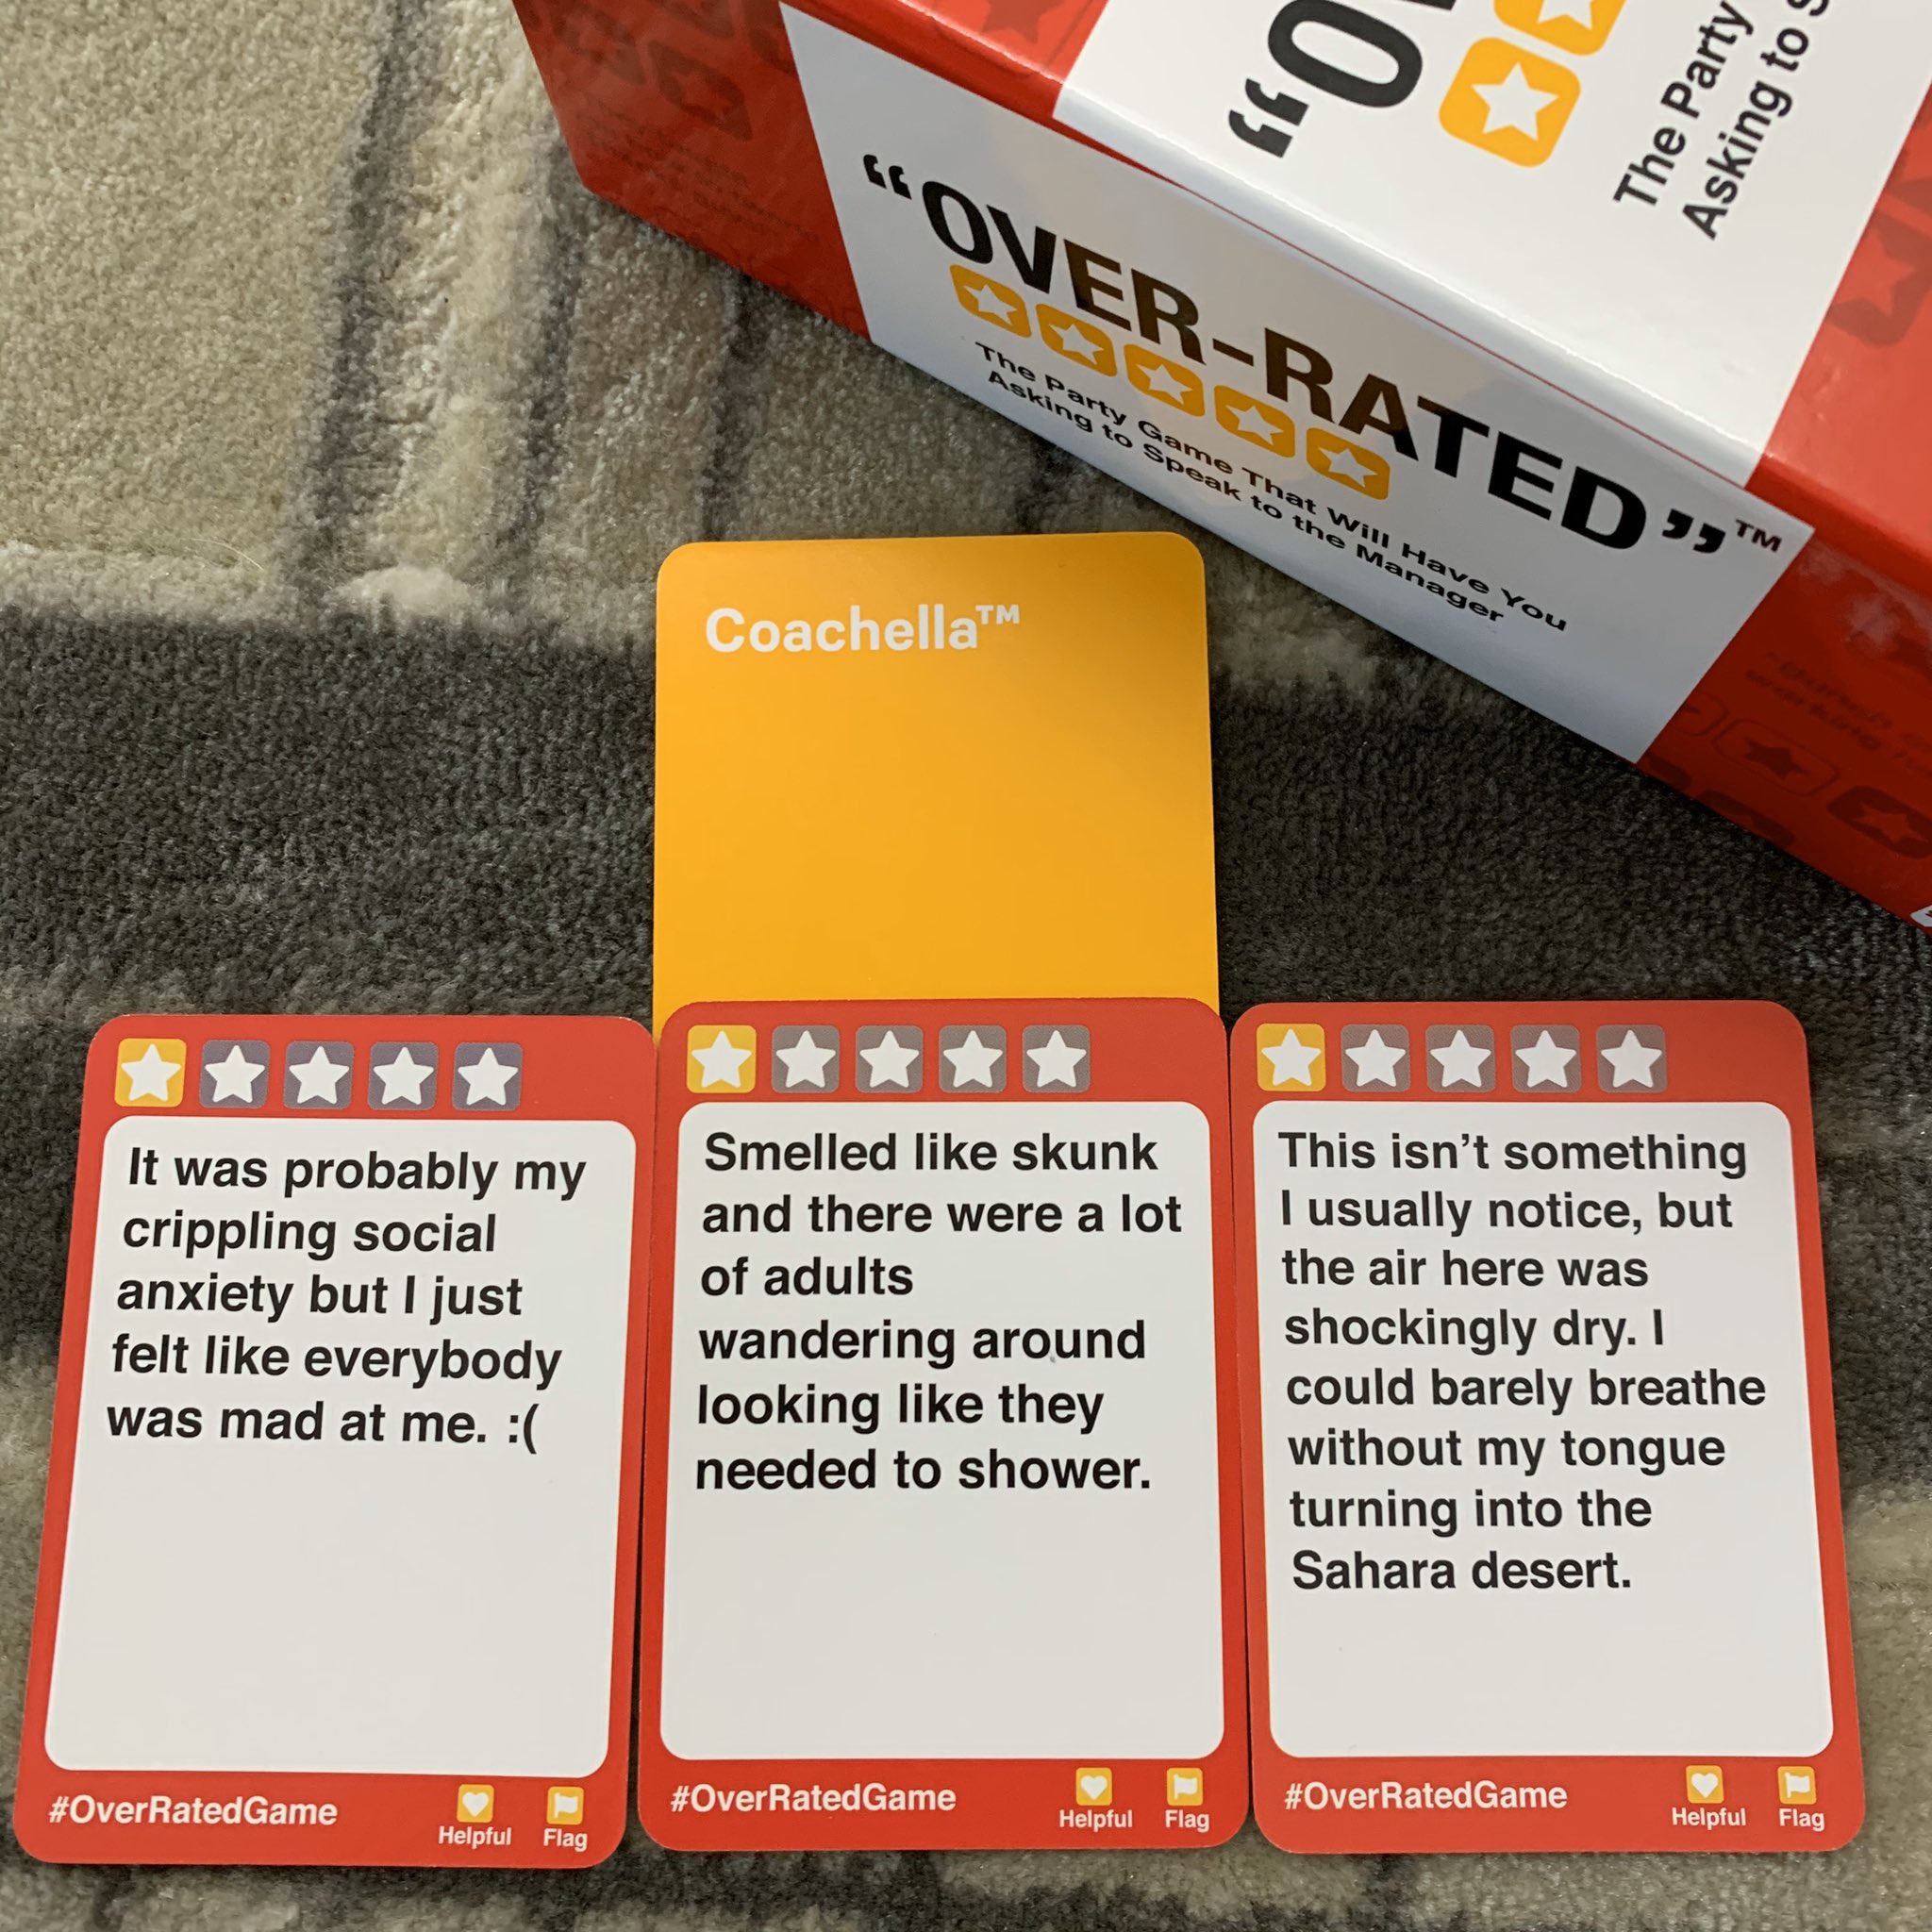 “OV
The Party
Asking to S
“OVER-RATED”™
The Party Game That Will Have You
Asking to Speak to the Manager
Coachella™
It was probably my
crippling social
anxiety but I just
felt like everybody
was mad at me. :(
#OverRatedGame
Helpful
Flag
Smelled like skunk
and there were a lot
of adults
wandering around
looking like they
needed to shower.
#OverRatedGame
Helpful
Flag
This isn’t something
I usually notice, but
the air here was
shockingly dry. I
could barely breathe
without my tongue
turning into the
Sahara desert.
#OverRatedGame
Helpful
Flag